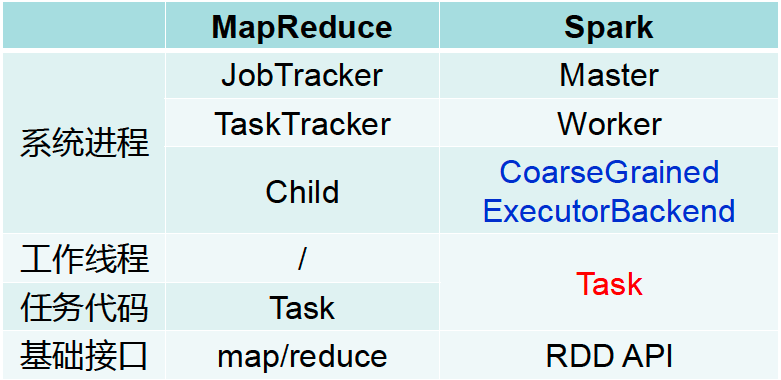 MapReduce Spark
系统进程
JobTracker Master
TaskTracker Worker
Child CoarseGrained
ExecutorBackend
工作线程 /
Task
任务代码 Task
基础接口 map/reduce RDD API